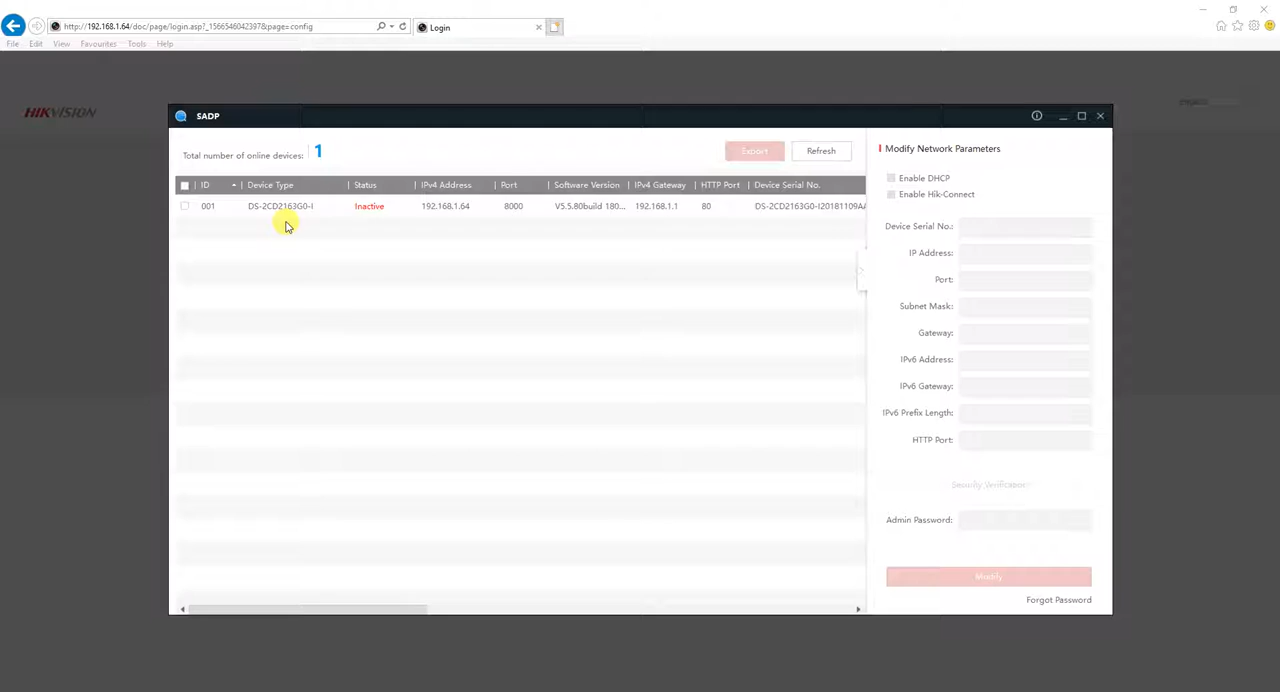 http://192.168.1.64/doc/page/login.asp?_1566546042397&page=config
Login
File Edit View Favourites Tools Help
HIKVISION
SADP
Total number of online devices: 1
Export Refresh
ID Device Type Status IPv4 Address Port Software Version IPv4 Gateway HTTP Port Device Serial No.
001 DS-2CD2163G0-I Inactive 192.168.1.64 8000 V5.5.80build 180... 192.168.1.1 80 DS-2CD2163G0-I20181109AA
Modify Network Parameters
Enable DHCP
Enable Hik-Connect
Device Serial No.:
IP Address:
Port:
Subnet Mask:
Gateway:
IPv6 Address:
IPv6 Gateway:
IPv6 Prefix Length:
HTTP Port:
Security Verification
Admin Password:
Modify
Forgot Password